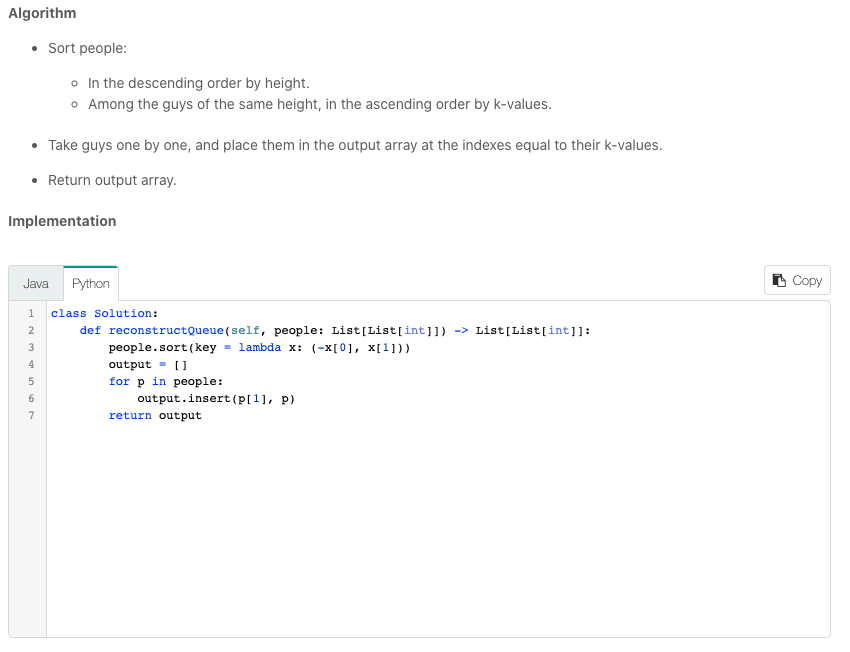 Algorithm
• Sort people:
◦ In the descending order by height.
◦ Among the guys of the same height, in the ascending order by k-values.
• Take guys one by one, and place them in the output array at the indexes equal to their k-values.
• Return output array.
Implementation
Java Python Copy
1 class Solution:
2     def reconstructQueue(self, people: List[List[int]]) -> List[List[int]]:
3         people.sort(key = lambda x: (-x[0], x[1]))
4         output = []
5         for p in people:
6             output.insert(p[1], p)
7         return output